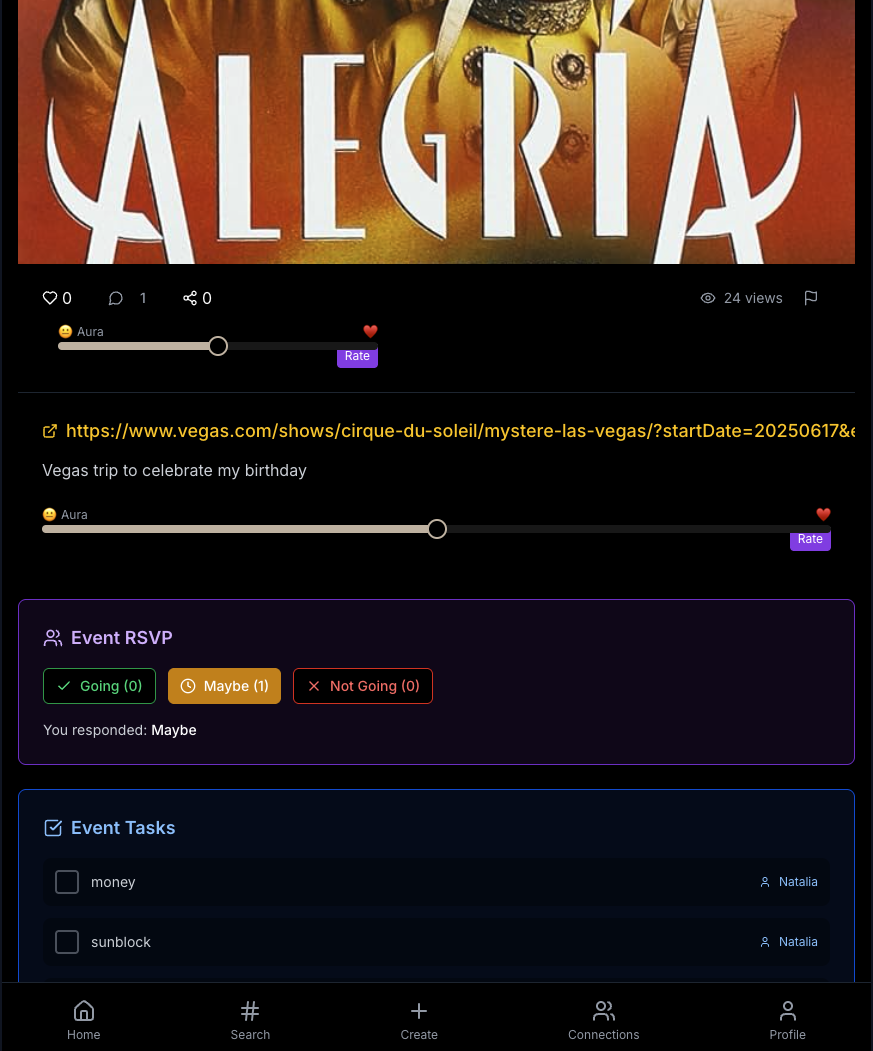 ALEGRIA
0 1 0 24 views
Aura
Rate
https://www.vegas.com/shows/cirque-du-soleil/mystere-las-vegas/?startDate=20250617&e
Vegas trip to celebrate my birthday
Aura
Rate
Event RSVP
Going (0) Maybe (1) Not Going (0)
You responded: Maybe
Event Tasks
money Natalia
sunblock Natalia
Home Search Create Connections Profile